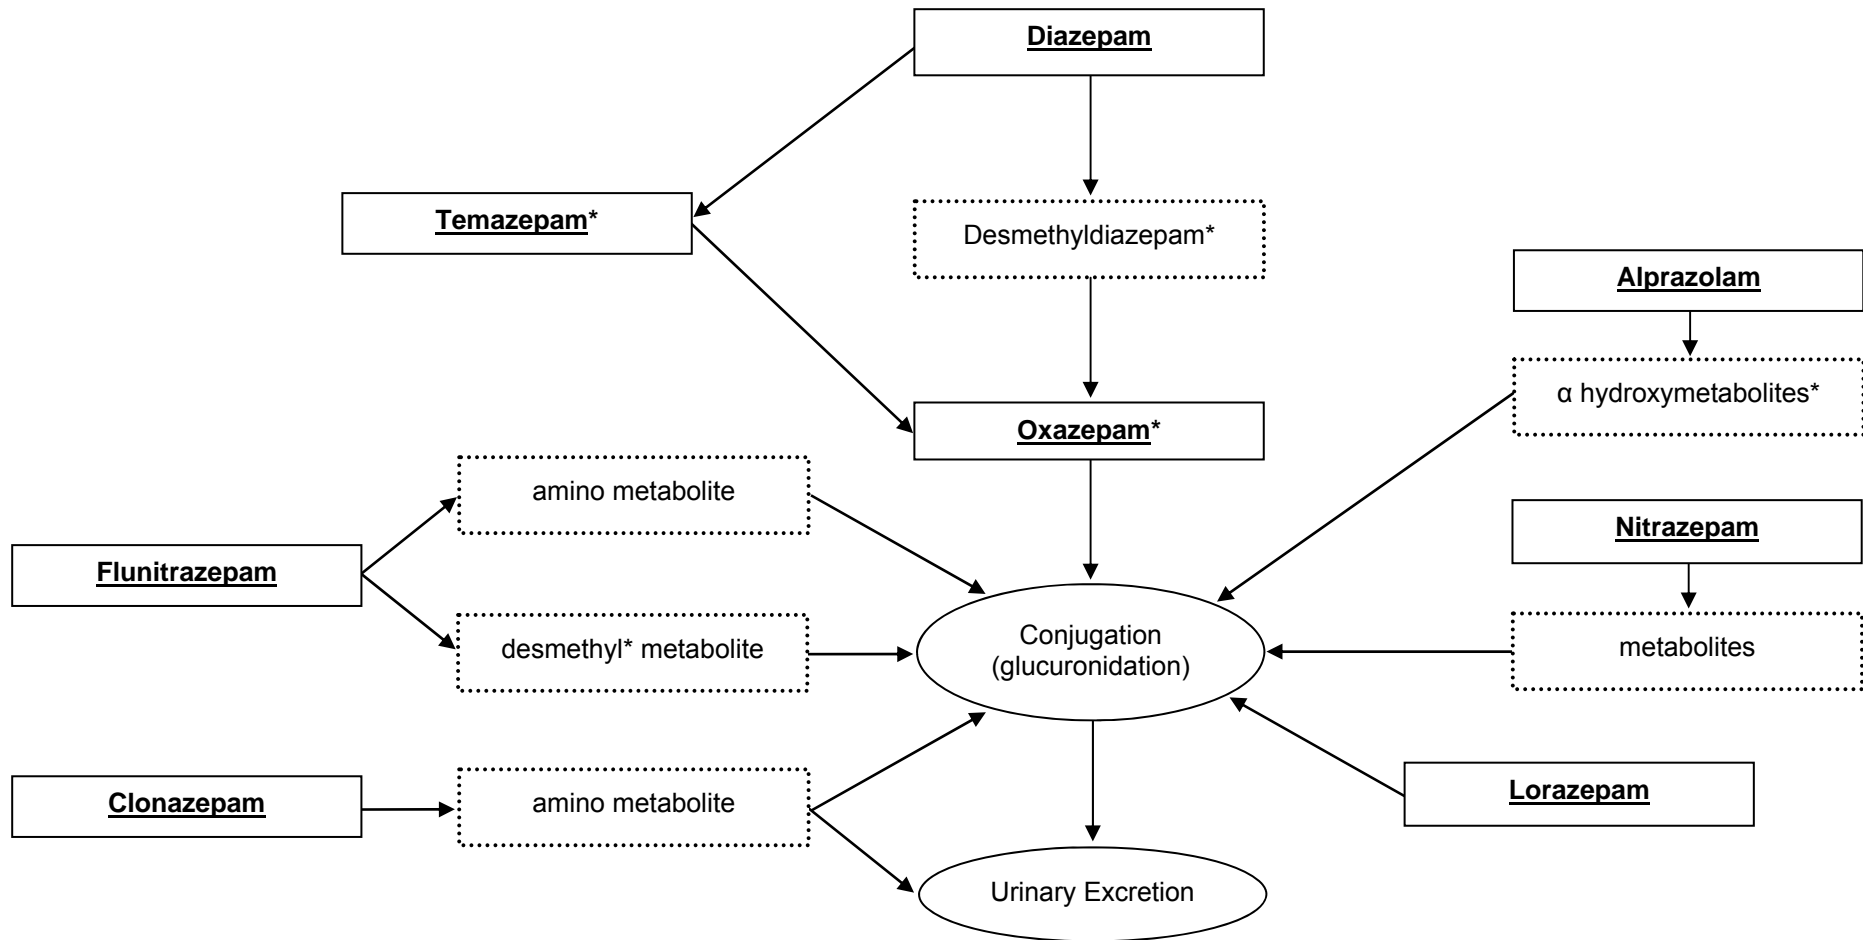 Diazepam
Temazepam*
Desmethyldiazepam*
Alprazolam
α hydroxymetabolites*
Oxazepam*
amino metabolite
Nitrazepam
Flunitrazepam
desmethyl* metabolite
Conjugation
(glucuronidation)
metabolites
Clonazepam
amino metabolite
Lorazepam
Urinary Excretion